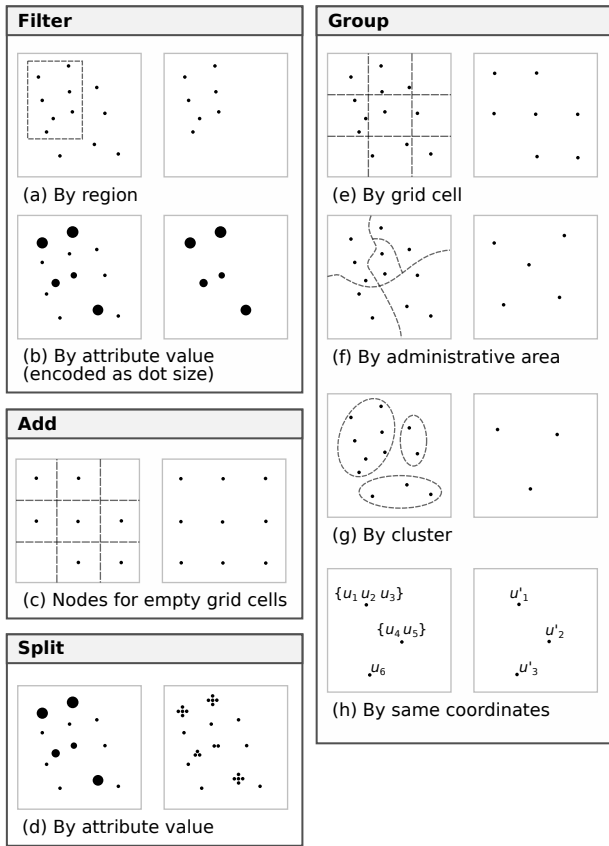 Filter
(a) By region
(b) By attribute value
(encoded as dot size)
Add
(c) Nodes for empty grid cells
Split
(d) By attribute value
Group
(e) By grid cell
(f) By administrative area
(g) By cluster
{u₁ u₂ u₃}
{u₄ u₅}
u₆
u'₁
u'₂
u'₃
(h) By same coordinates